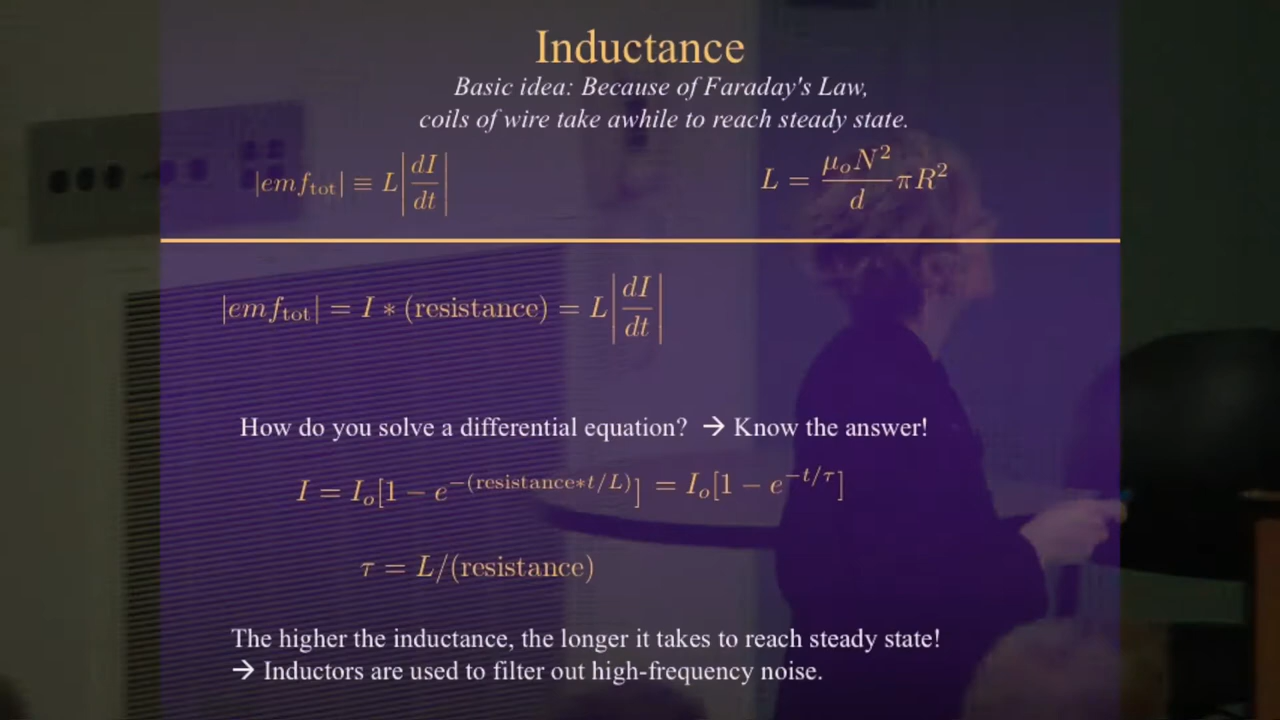 Inductance
Basic idea: Because of Faraday's Law,
coils of wire take awhile to reach steady state.
|emf_tot| ≡ L|dI/dt|
L = μ_o N²/d πR²
|emf_tot| = I ∗ (resistance) = L|dI/dt|
How do you solve a differential equation? → Know the answer!
I = I_o[1 − e^−(resistance∗t/L)] = I_o[1 − e^−t/τ]
τ = L/(resistance)
The higher the inductance, the longer it takes to reach steady state!
→ Inductors are used to filter out high-frequency noise.